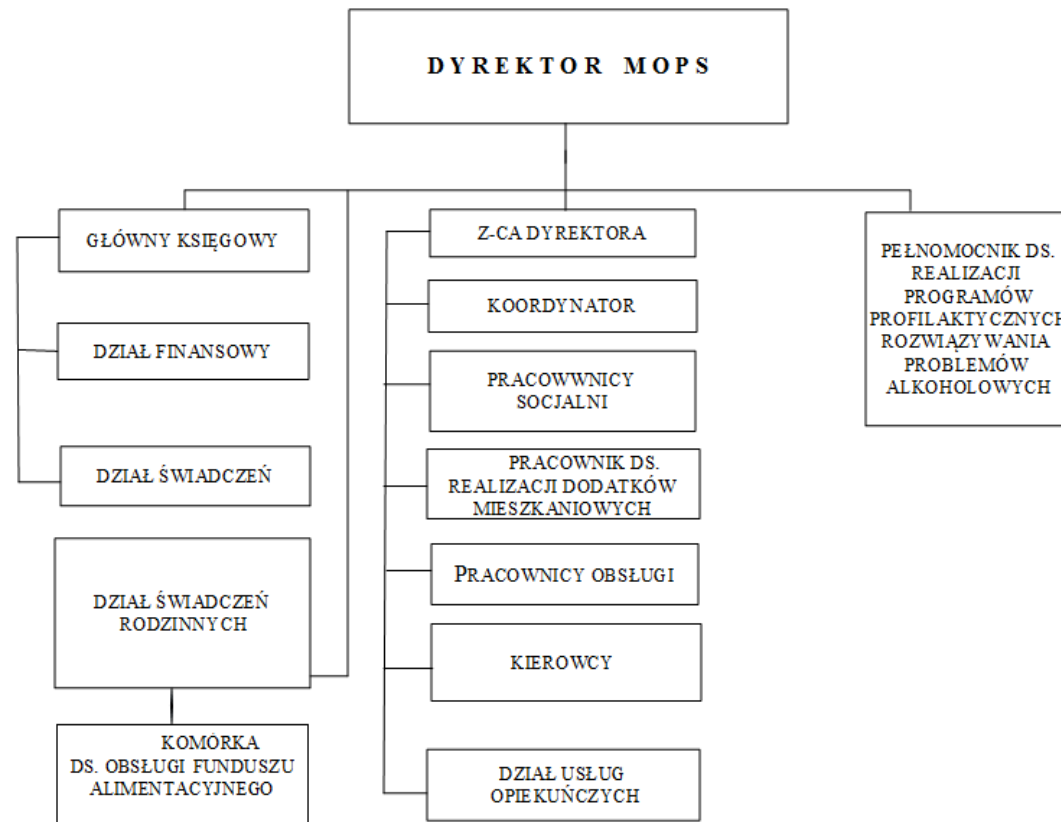 DYREKTOR MOPS
GŁÓWNY KSIĘGOWY
DZIAŁ FINANSOWY
DZIAŁ ŚWIADCZEŃ
DZIAŁ ŚWIADCZEŃ
RODZINNYCH
KOMÓRKA
DS. OBSŁUGI FUNDUSZU
ALIMENTACYJNEGO
Z-CA DYREKTORA
KOORDYNATOR
PRACOWWNICY
SOCJALNI
PRACOWNIK DS.
REALIZACJI DODATKÓW
MIESZKANIOWYCH
PRACOWNICY OBSŁUGI
KIEROWCY
DZIAŁ USŁUG
OPIEKUŃCZYCH
PEŁNOMOCNIK DS.
REALIZACJI
PROGRAMÓW
PROFILAKTYCZNYCH
ROZWIĄZYWANIA
PROBLEMÓW
ALKOHOLOWYCH